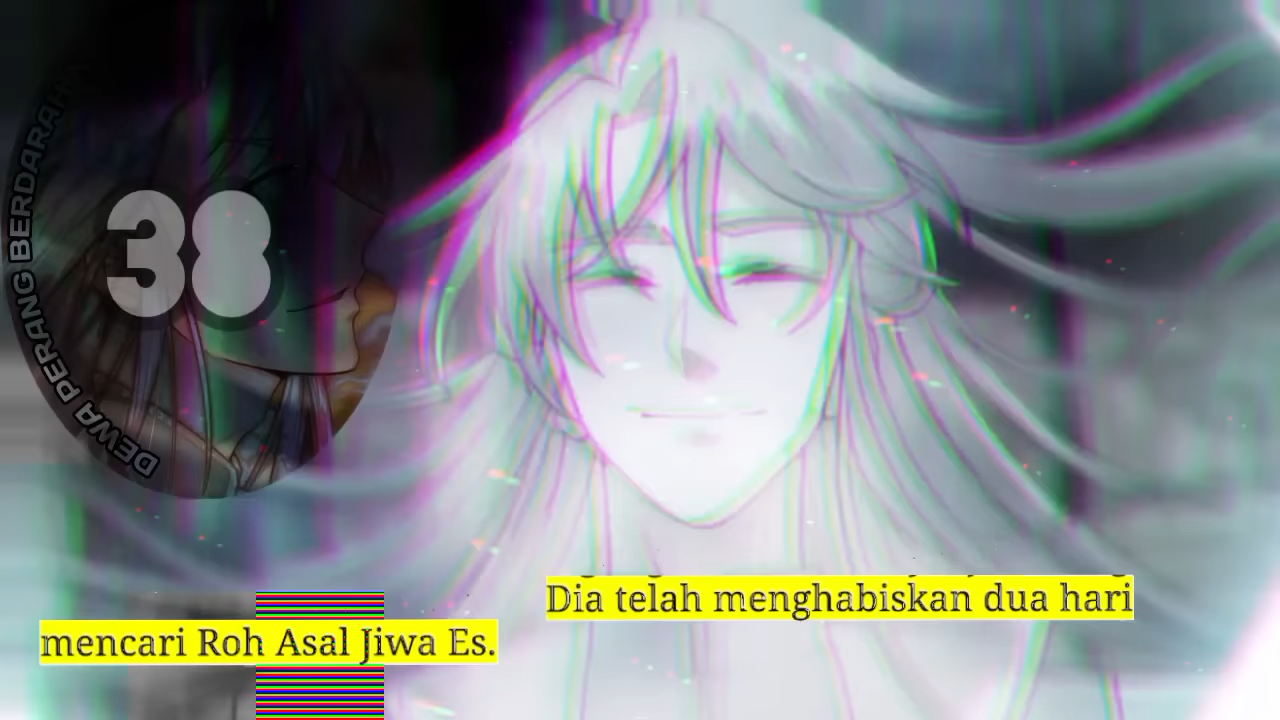 DEWA PERANG BERDARAH
38
Dia telah menghabiskan dua hari
mencari Roh Asal Jiwa Es.